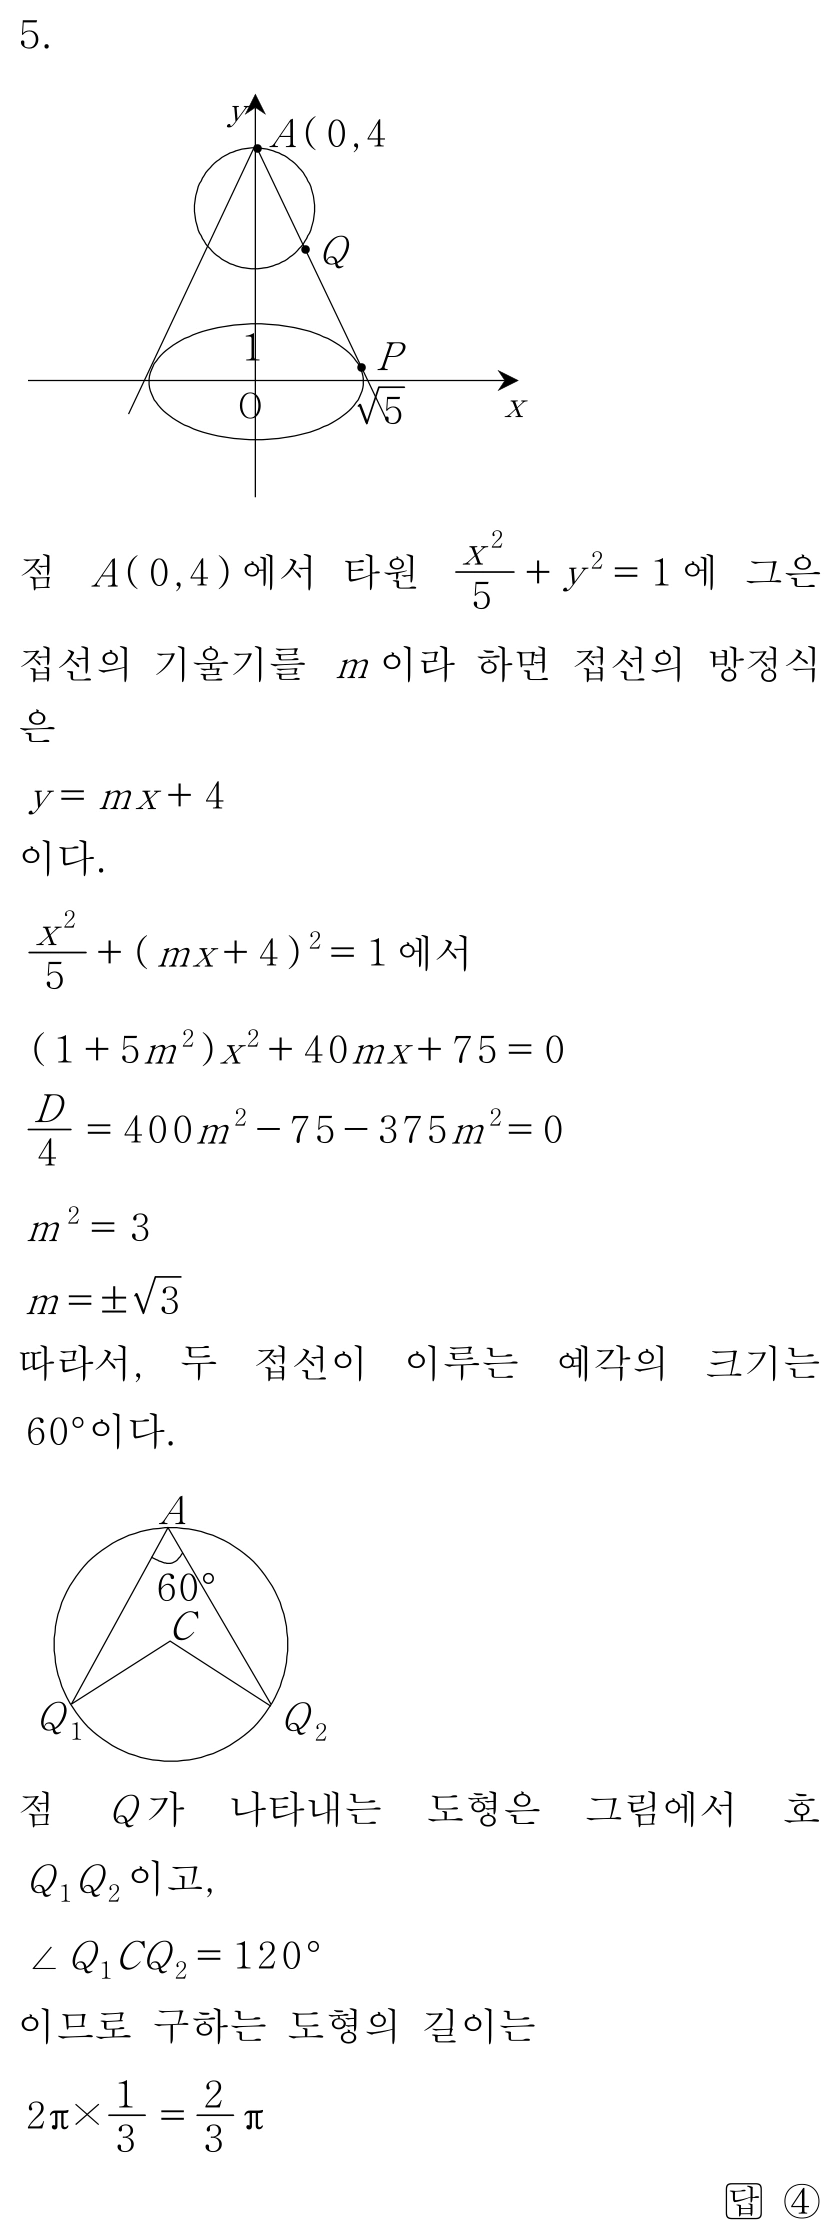 5.
y
A(0,4
Q
1
P
0
√5
x
점 A(0,4)에서 타원 x²/5 + y² = 1에 그은
접선의 기울기를 m이라 하면 접선의 방정식
은
y = mx + 4
이다.
x²/5 + (mx + 4)² = 1에서
(1 + 5m²)x² + 40mx + 75 = 0
D/4 = 400m² − 75 − 375m² = 0
m² = 3
m = ±√3
따라서, 두 접선이 이루는 예각의 크기는
60°이다.
A
60°
C
Q₁
Q₂
점 Q가 나타내는 도형은 그림에서 호
Q₁Q₂이고,
∠Q₁CQ₂ = 120°
이므로 구하는 도형의 길이는
2π × 1/3 = 2/3 π
답 ④